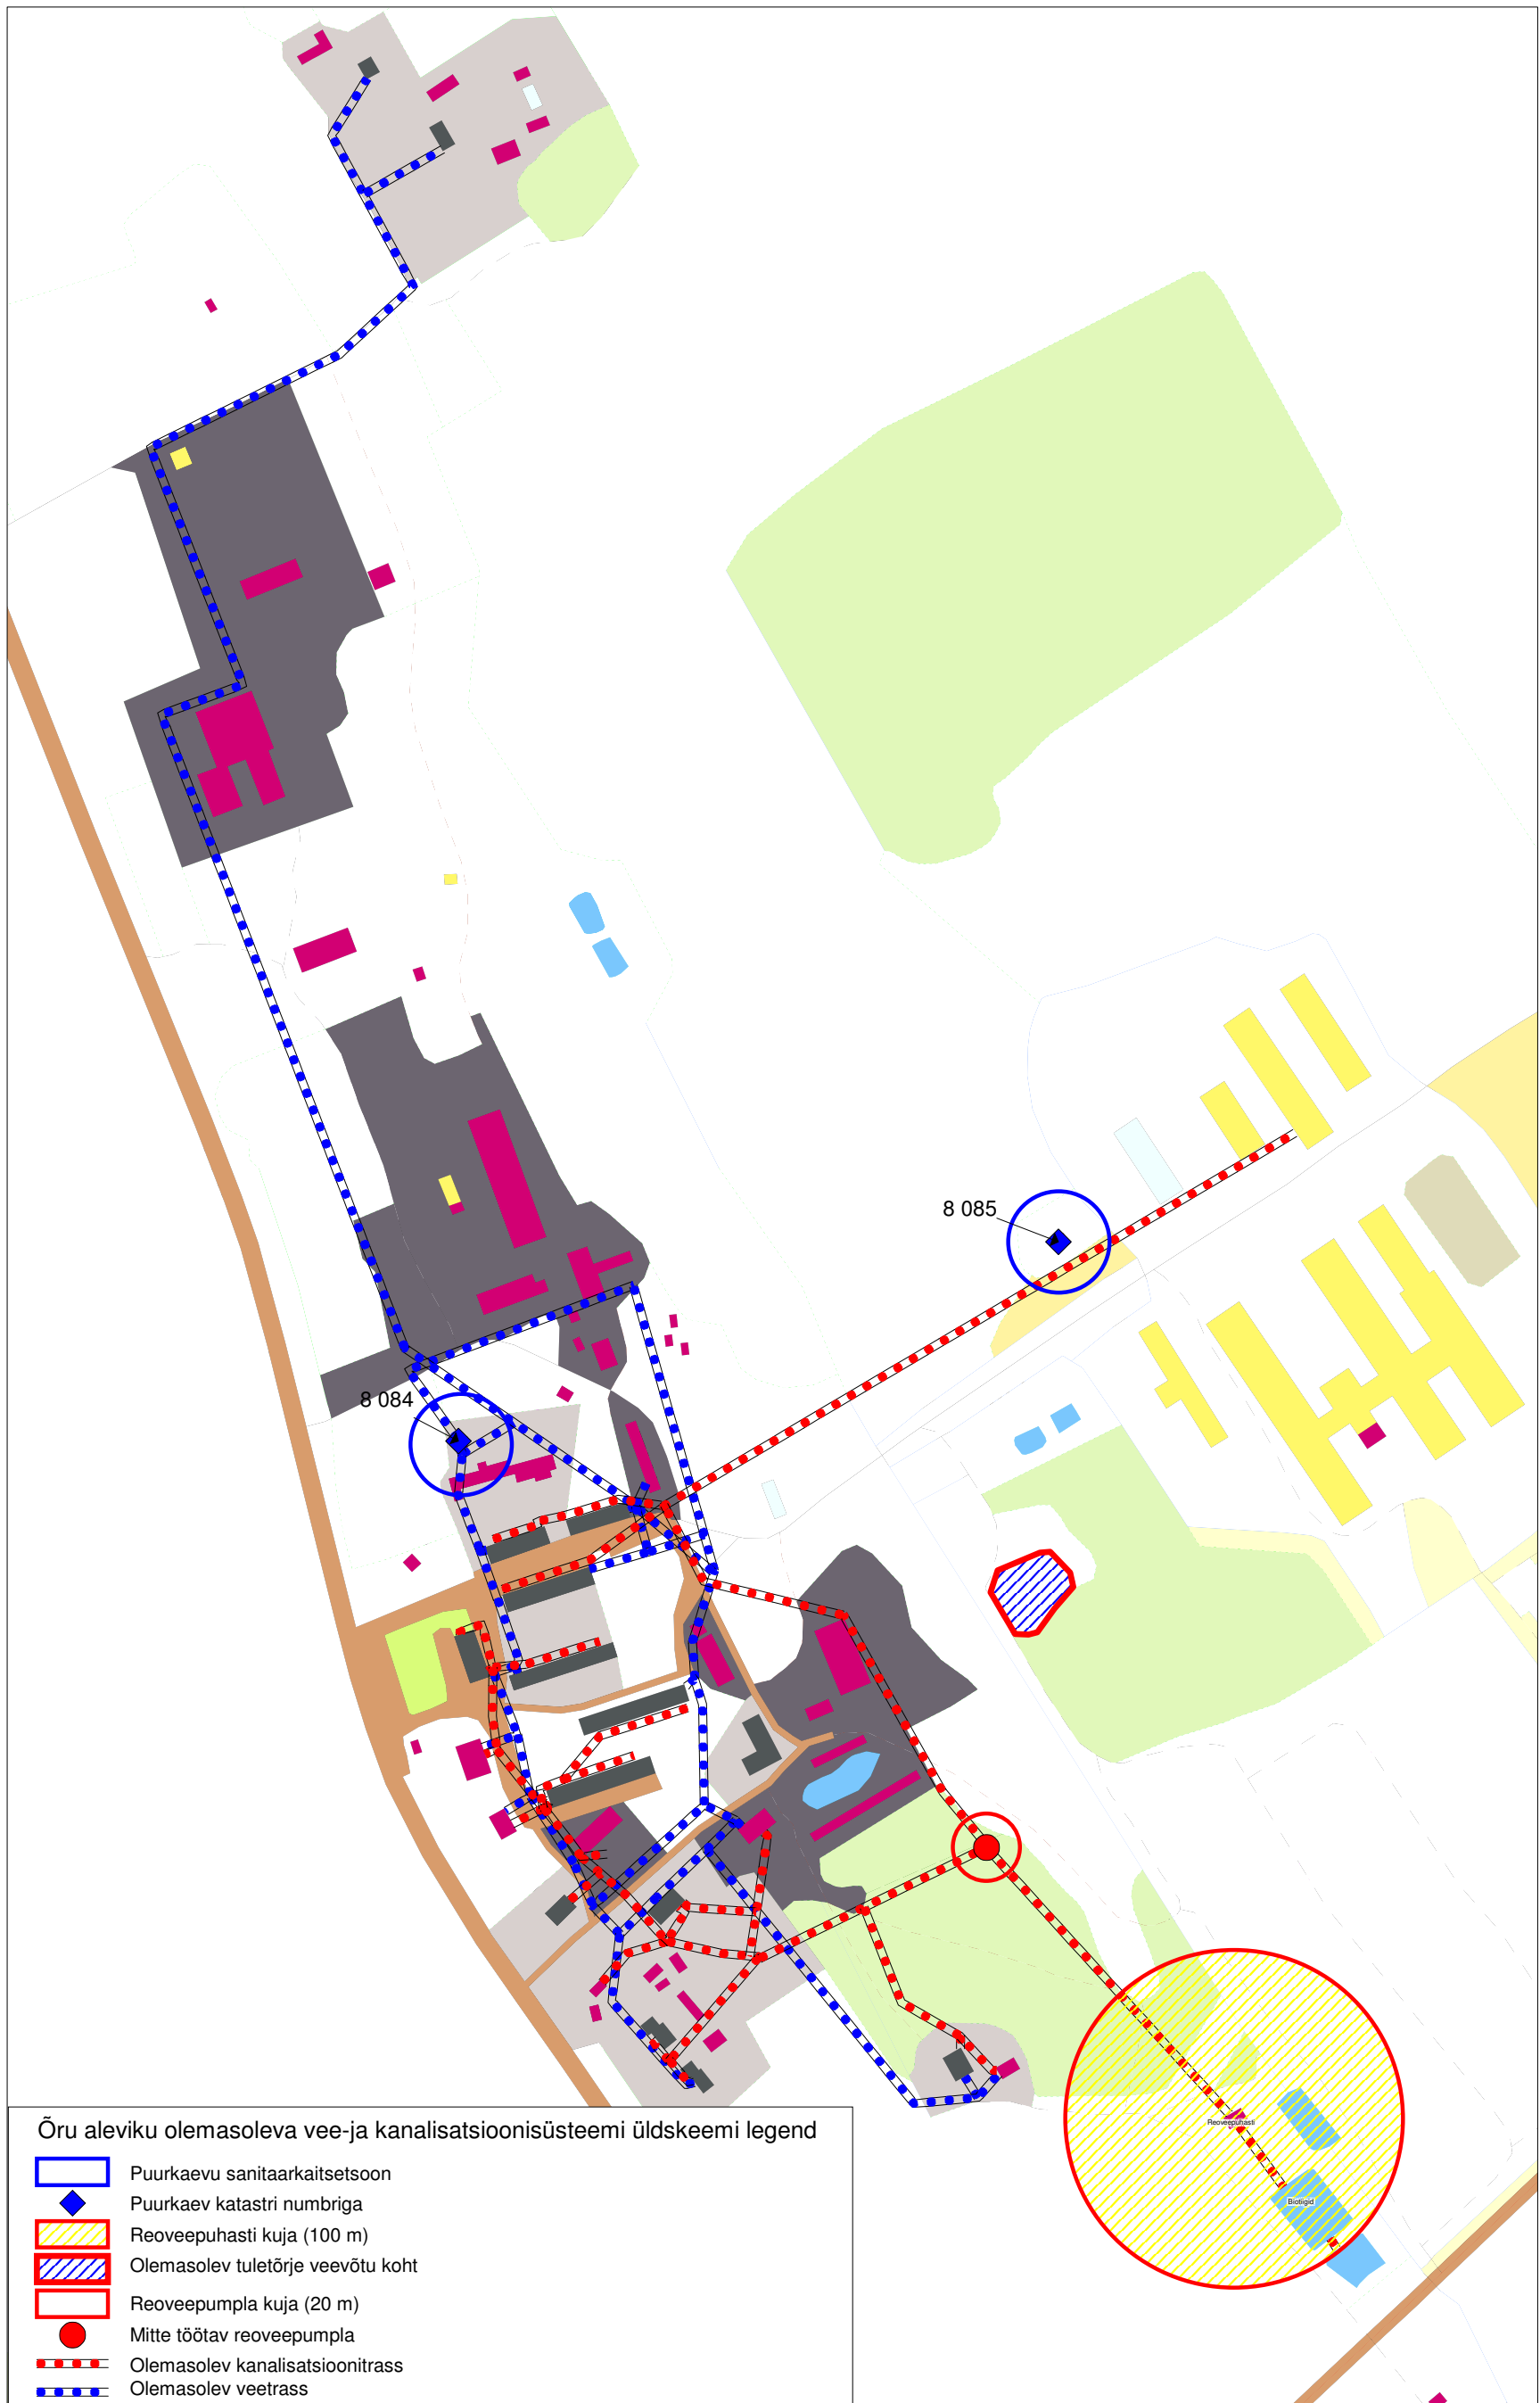 8 085
8 084
Reoveepuhasti
Biotiigid
Õru aleviku olemasoleva vee-ja kanalisatsioonisüsteemi üldskeemi legend
Puurkaevu sanitaarkaitsetsoon
Puurkaev katastri numbriga
Reoveepuhasti kuja (100 m)
Olemasolev tuletõrje veevõtu koht
Reoveepumpla kuja (20 m)
Mitte töötav reoveepumpla
Olemasolev kanalisatsioonitrass
Olemasolev veetrass